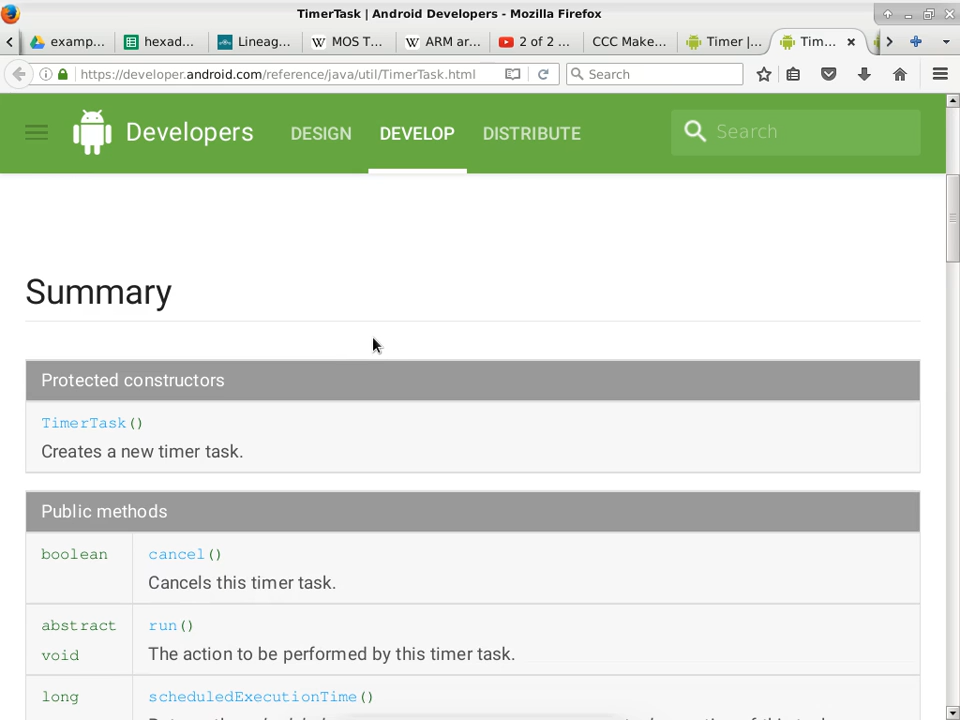 TimerTask | Android Developers - Mozilla Firefox
examp...
hexad...
Lineag...
MOS T...
ARM ar...
2 of 2 ...
CCC Make...
Timer |...
Tim...
https://developer.android.com/reference/java/util/TimerTask.html
Search
Developers
DESIGN
DEVELOP
DISTRIBUTE
Search
Summary
Protected constructors
TimerTask()
Creates a new timer task.
Public methods
boolean
cancel()
Cancels this timer task.
abstract
void
run()
The action to be performed by this timer task.
long
scheduledExecutionTime()